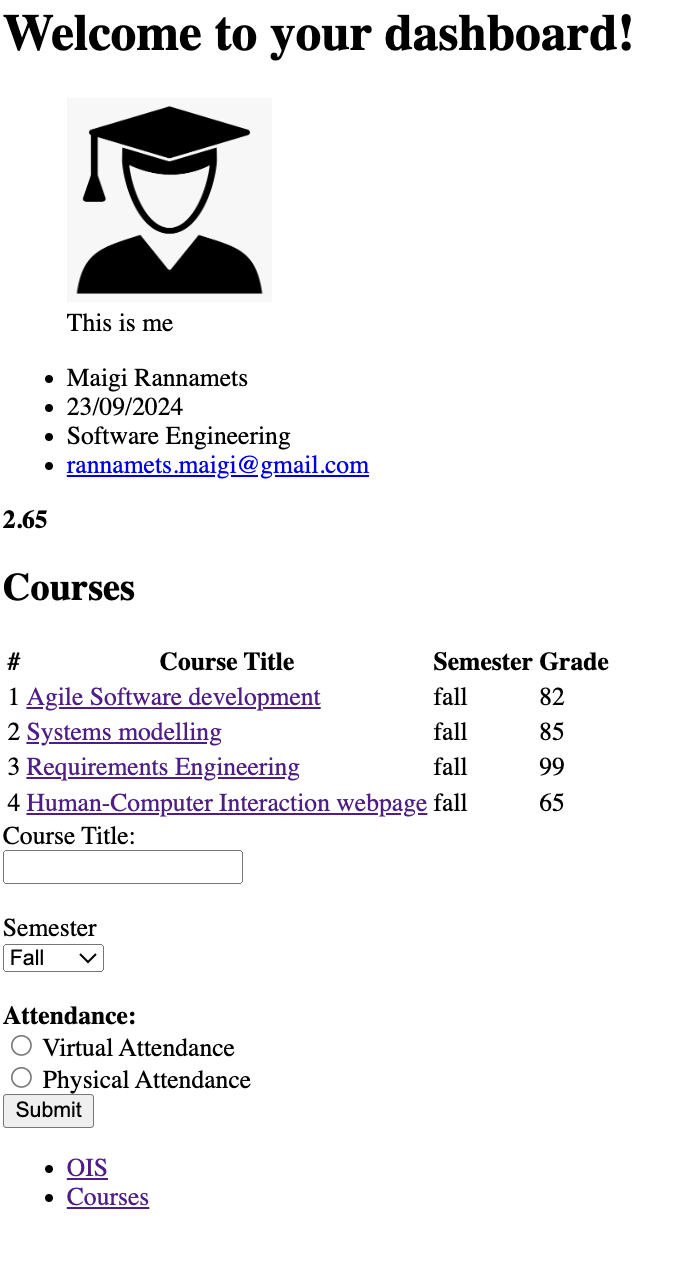 Welcome to your dashboard!
This is me
Maigi Rannamets
23/09/2024
Software Engineering
rannamets.maigi@gmail.com
2.65
Courses
# Course Title Semester Grade
1 Agile Software development fall 82
2 Systems modelling fall 85
3 Requirements Engineering fall 99
4 Human-Computer Interaction webpage fall 65
Course Title:
Semester
Fall
Attendance:
Virtual Attendance
Physical Attendance
Submit
OIS
Courses